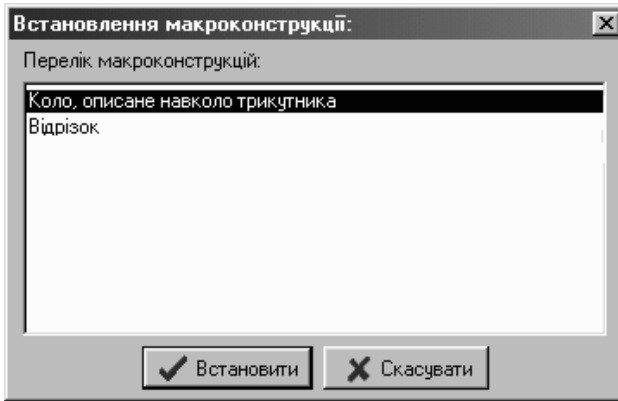 Встановлення макроконструкції:
Перелік макроконструкцій:
Коло, описане навколо трикутника
Відрізок
Встановити
Скасувати